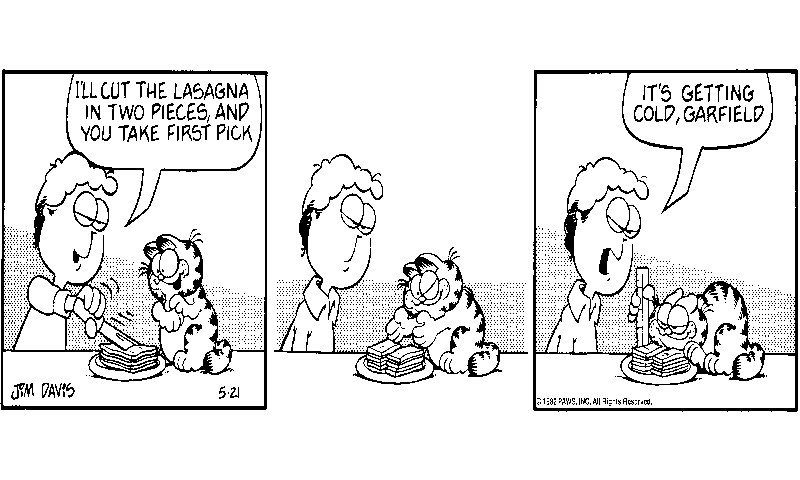 I'LL CUT THE LASAGNA
IN TWO PIECES, AND
YOU TAKE FIRST PICK
JIM DAVIS
5-21
IT'S GETTING
COLD, GARFIELD
© 1992 PAWS, INC. All Rights Reserved.